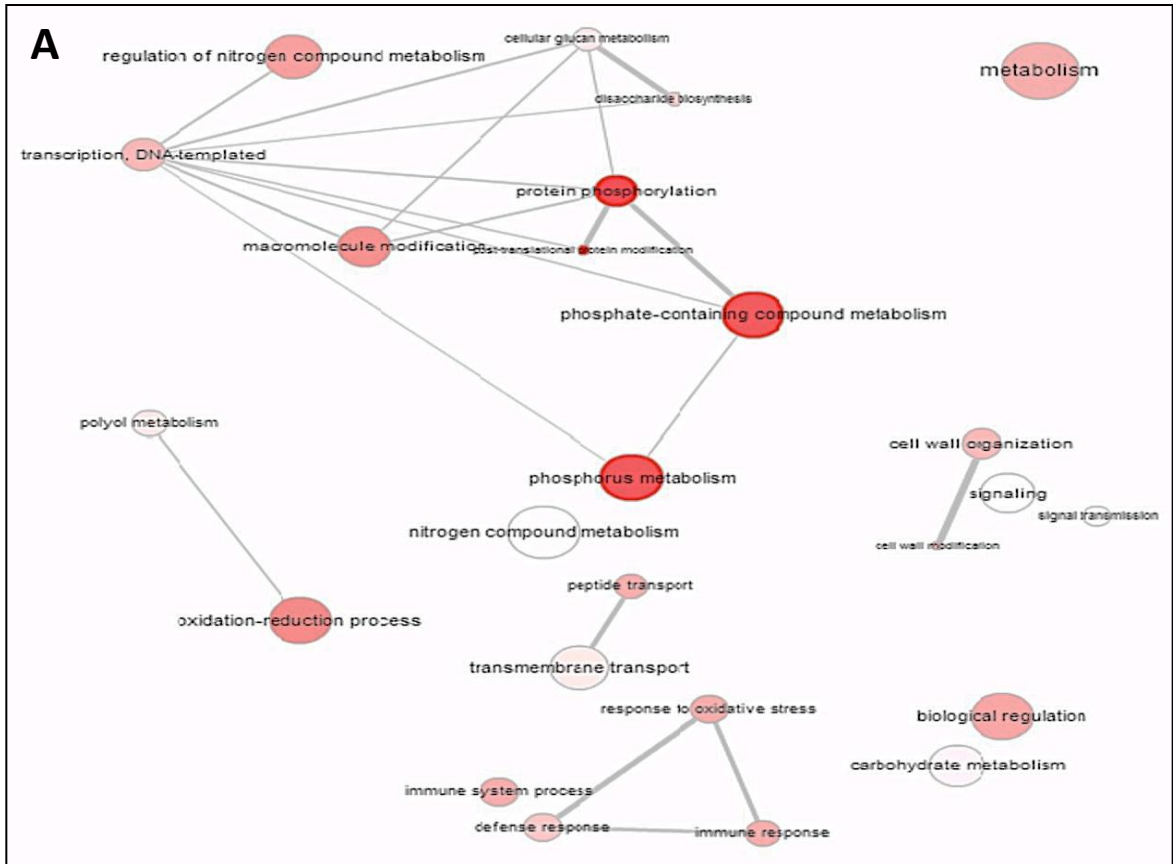 A
cellular glucan metabolism
regulation of nitrogen compound metabolism
metabolism
disaccharide biosynthesis
transcription, DNA-templated
protein phosphorylation
macromolecule modification
post-translational protein modification
phosphate-containing compound metabolism
polyol metabolism
cell wall organization
phosphorus metabolism
signaling
signal transmission
nitrogen compound metabolism
cell wall modification
peptide transport
oxidation-reduction process
transmembrane transport
response to oxidative stress
biological regulation
carbohydrate metabolism
immune system process
defense response
immune response